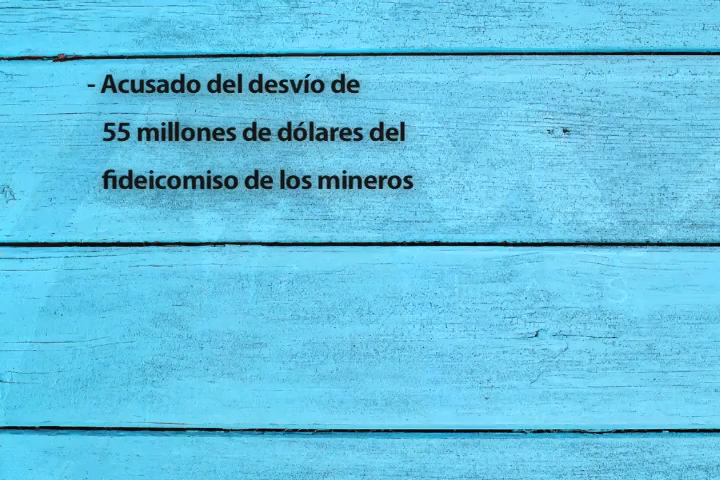 - Acusado del desvío de
55 millones de dólares del
fideicomiso de los mineros